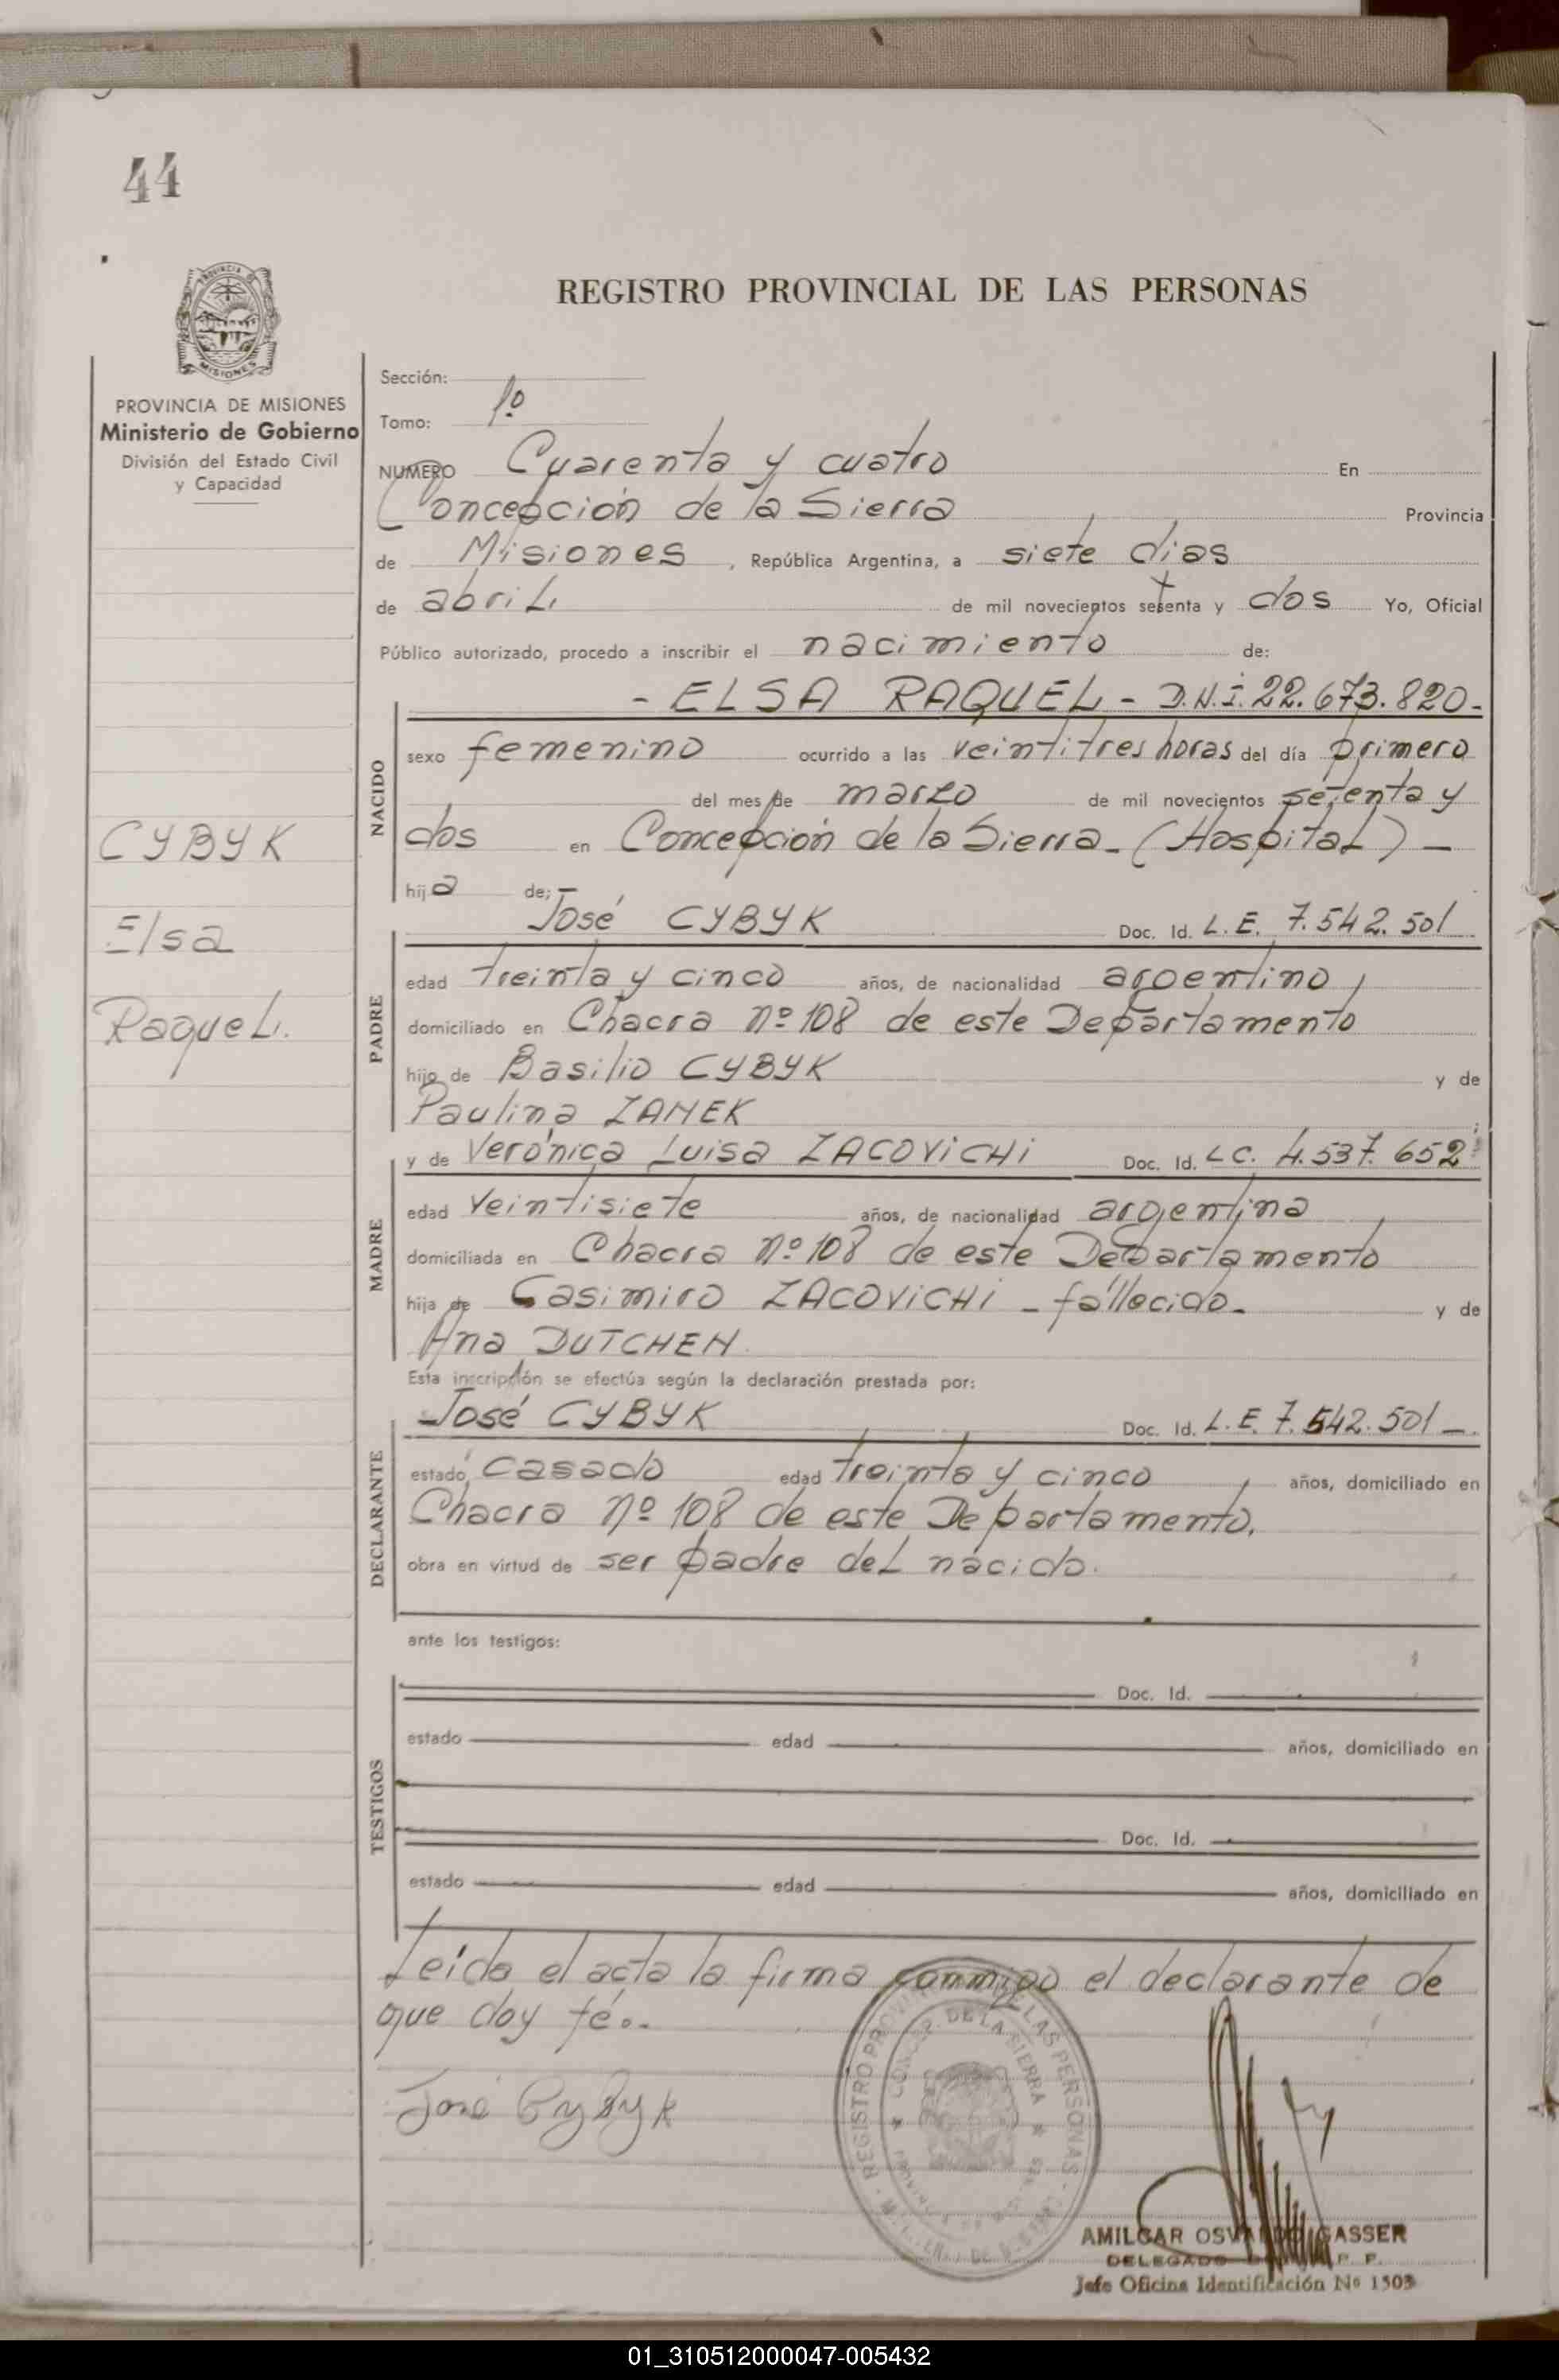 44
REGISTRO PROVINCIAL DE LAS PERSONAS
PROVINCIA DE
MISIONES
PROVINCIA DE MISIONES
Ministerio de Gobierno
División del Estado Civil
y Capacidad
CYBYK
Elsa
Raquel.
Sección:
Tomo: 1º
NUMERO Cuarenta y cuatro En
Concepción de la Sierra Provincia
de Misiones, República Argentina, a siete dias
de abril, de mil novecientos setenta y dos Yo, Oficial
Público autorizado, procedo a inscribir el nacimiento de:
- ELSA RAQUEL - D.N.I. 22.673.820-
NACIDO
sexo femenino ocurrido a las veintitres horas del día primero
del mes de marzo de mil novecientos setenta y
dos en Concepción de la Sierra - (Hospital) -
hija de:
José CYBYK Doc. Id. L.E. 7.542.501
PADRE
edad treinta y cinco años, de nacionalidad argentino,
domiciliado en Chacra nº 108 de este Departamento
hijo de Basilio CYBYK y de
Paulina ZAMEK
y de Verónica Luisa ZACOVICHI Doc. Id. L.C. 4.537.652
MADRE
edad veintisiete años, de nacionalidad argentina,
domiciliada en Chacra nº 108 de este Departamento
hija de Casimiro ZACOVICHI - fallecido - y de
Ana DUTCHEN.
Esta inscripción se efectúa según la declaración prestada por:
José CYBYK Doc. Id. L.E. 7.542.501 -
DECLARANTE
estado casado edad treinta y cinco, años, domiciliado en
Chacra nº 108 de este Departamento,
obra en virtud de ser padre del nacido.
ante los testigos:
TESTIGOS
Doc. Id.
estado edad años, domiciliado en
Doc. Id.
estado edad años, domiciliado en
Leída el acta la firma conmigo el declarante de
que doy fé..
José Cybyk
REGISTRO PROVINCIAL DE LAS PERSONAS
CONCEP. DE LA SIERRA
AMILCAR OSVALDO GASSER
DELEGADO P. P.
Jefe Oficina Identificación Nº 1503
01_310512000047-005432